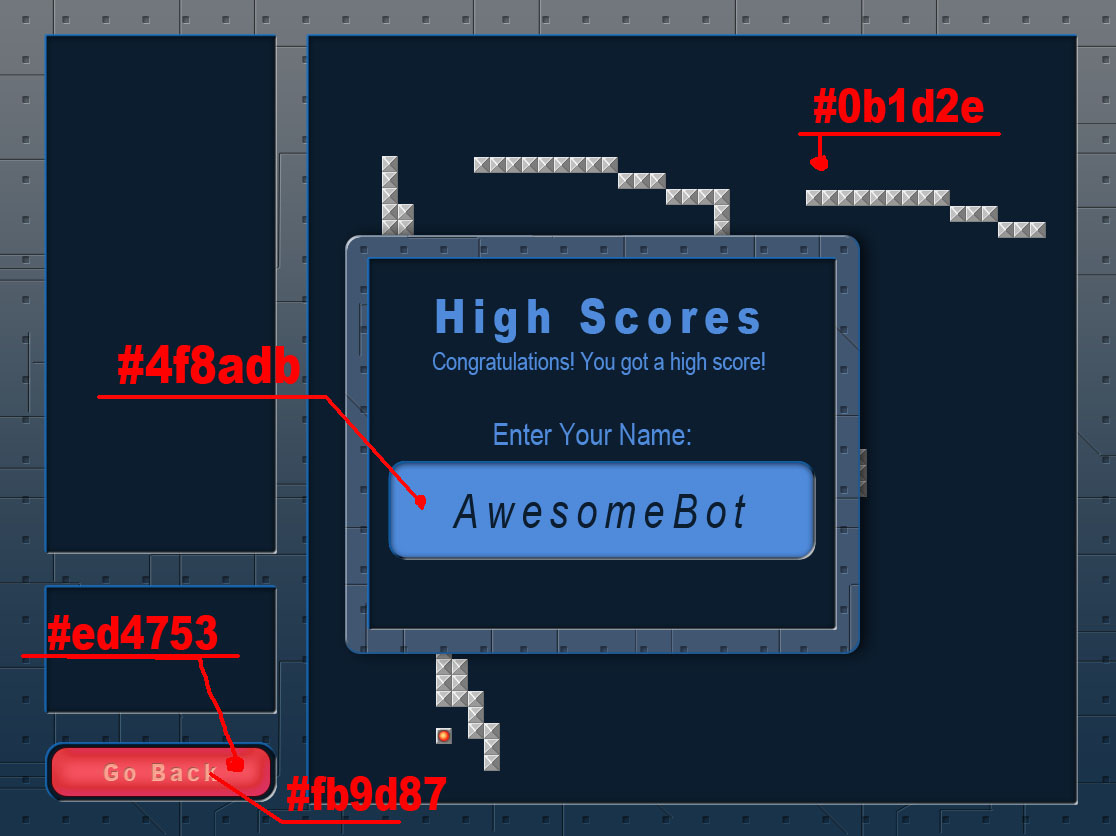 #0b1d2e
High Scores
Congratulations! You got a high score!
#4f8adb
Enter Your Name:
AwesomeBot
#ed4753
Go Back
#fb9d87